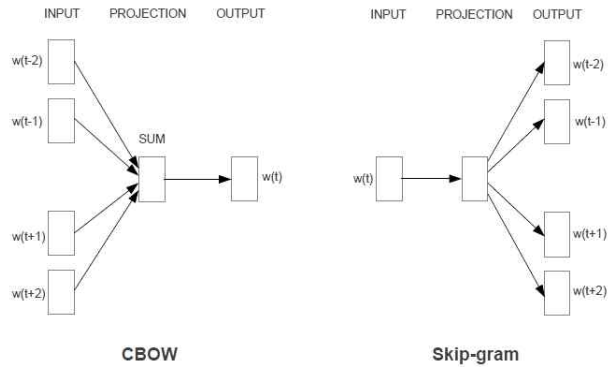 INPUT PROJECTION OUTPUT
w(t-2)
w(t-1)
SUM
w(t)
w(t+1)
w(t+2)
CBOW
INPUT PROJECTION OUTPUT
w(t-2)
w(t-1)
w(t)
w(t+1)
w(t+2)
Skip-gram